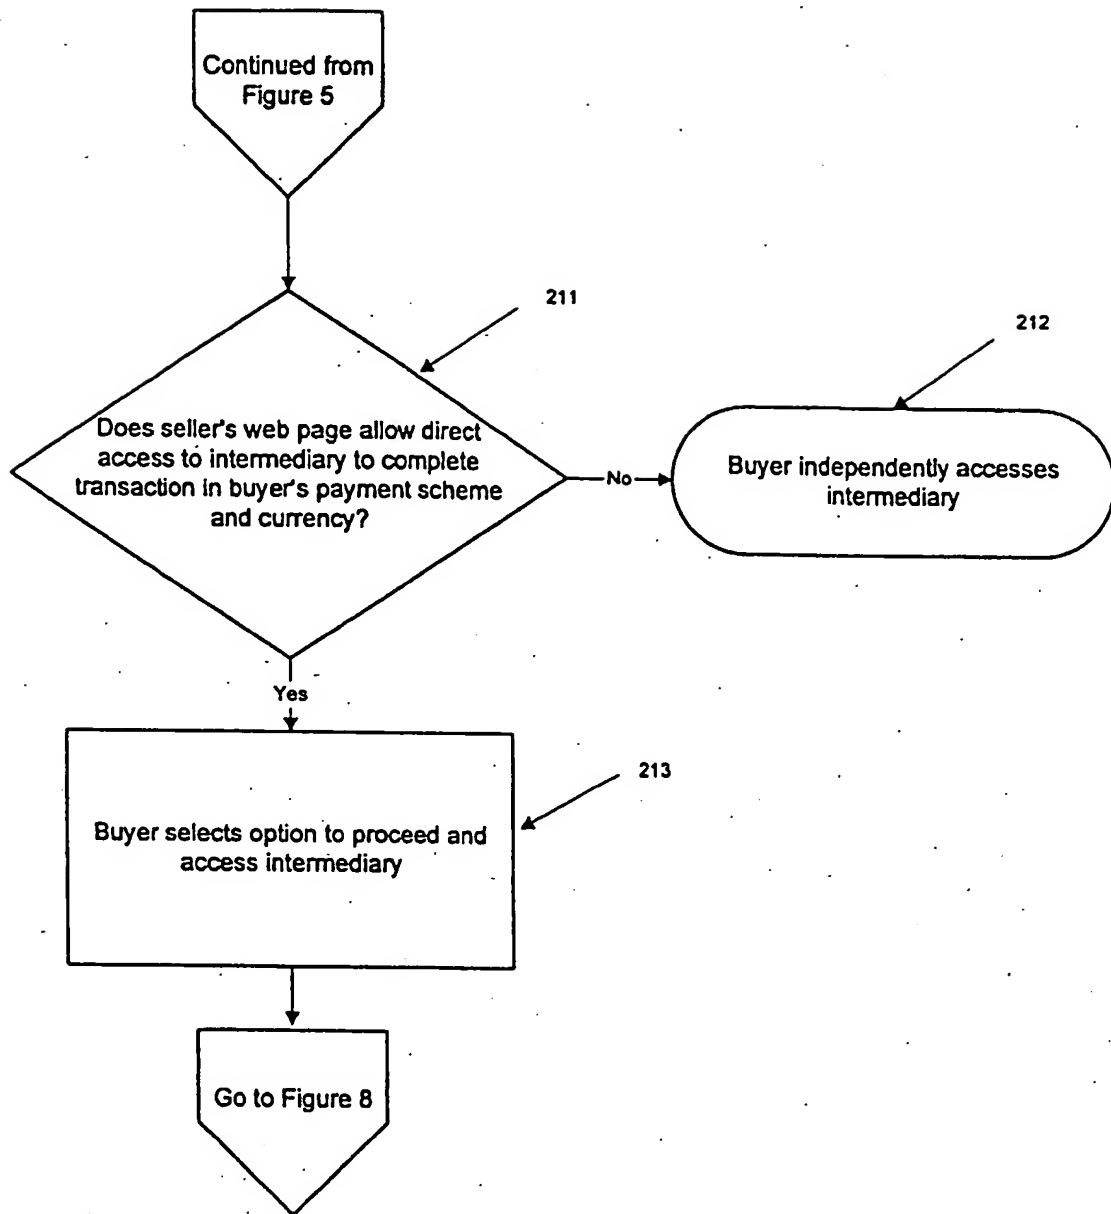 Continued from
Figure 5
211
212
Does seller's web page allow direct
access to intermediary to complete
transaction in buyer's payment scheme
and currency?
No
Buyer independently accesses
intermediary
Yes
213
Buyer selects option to proceed and
access intermediary
Go to Figure 8